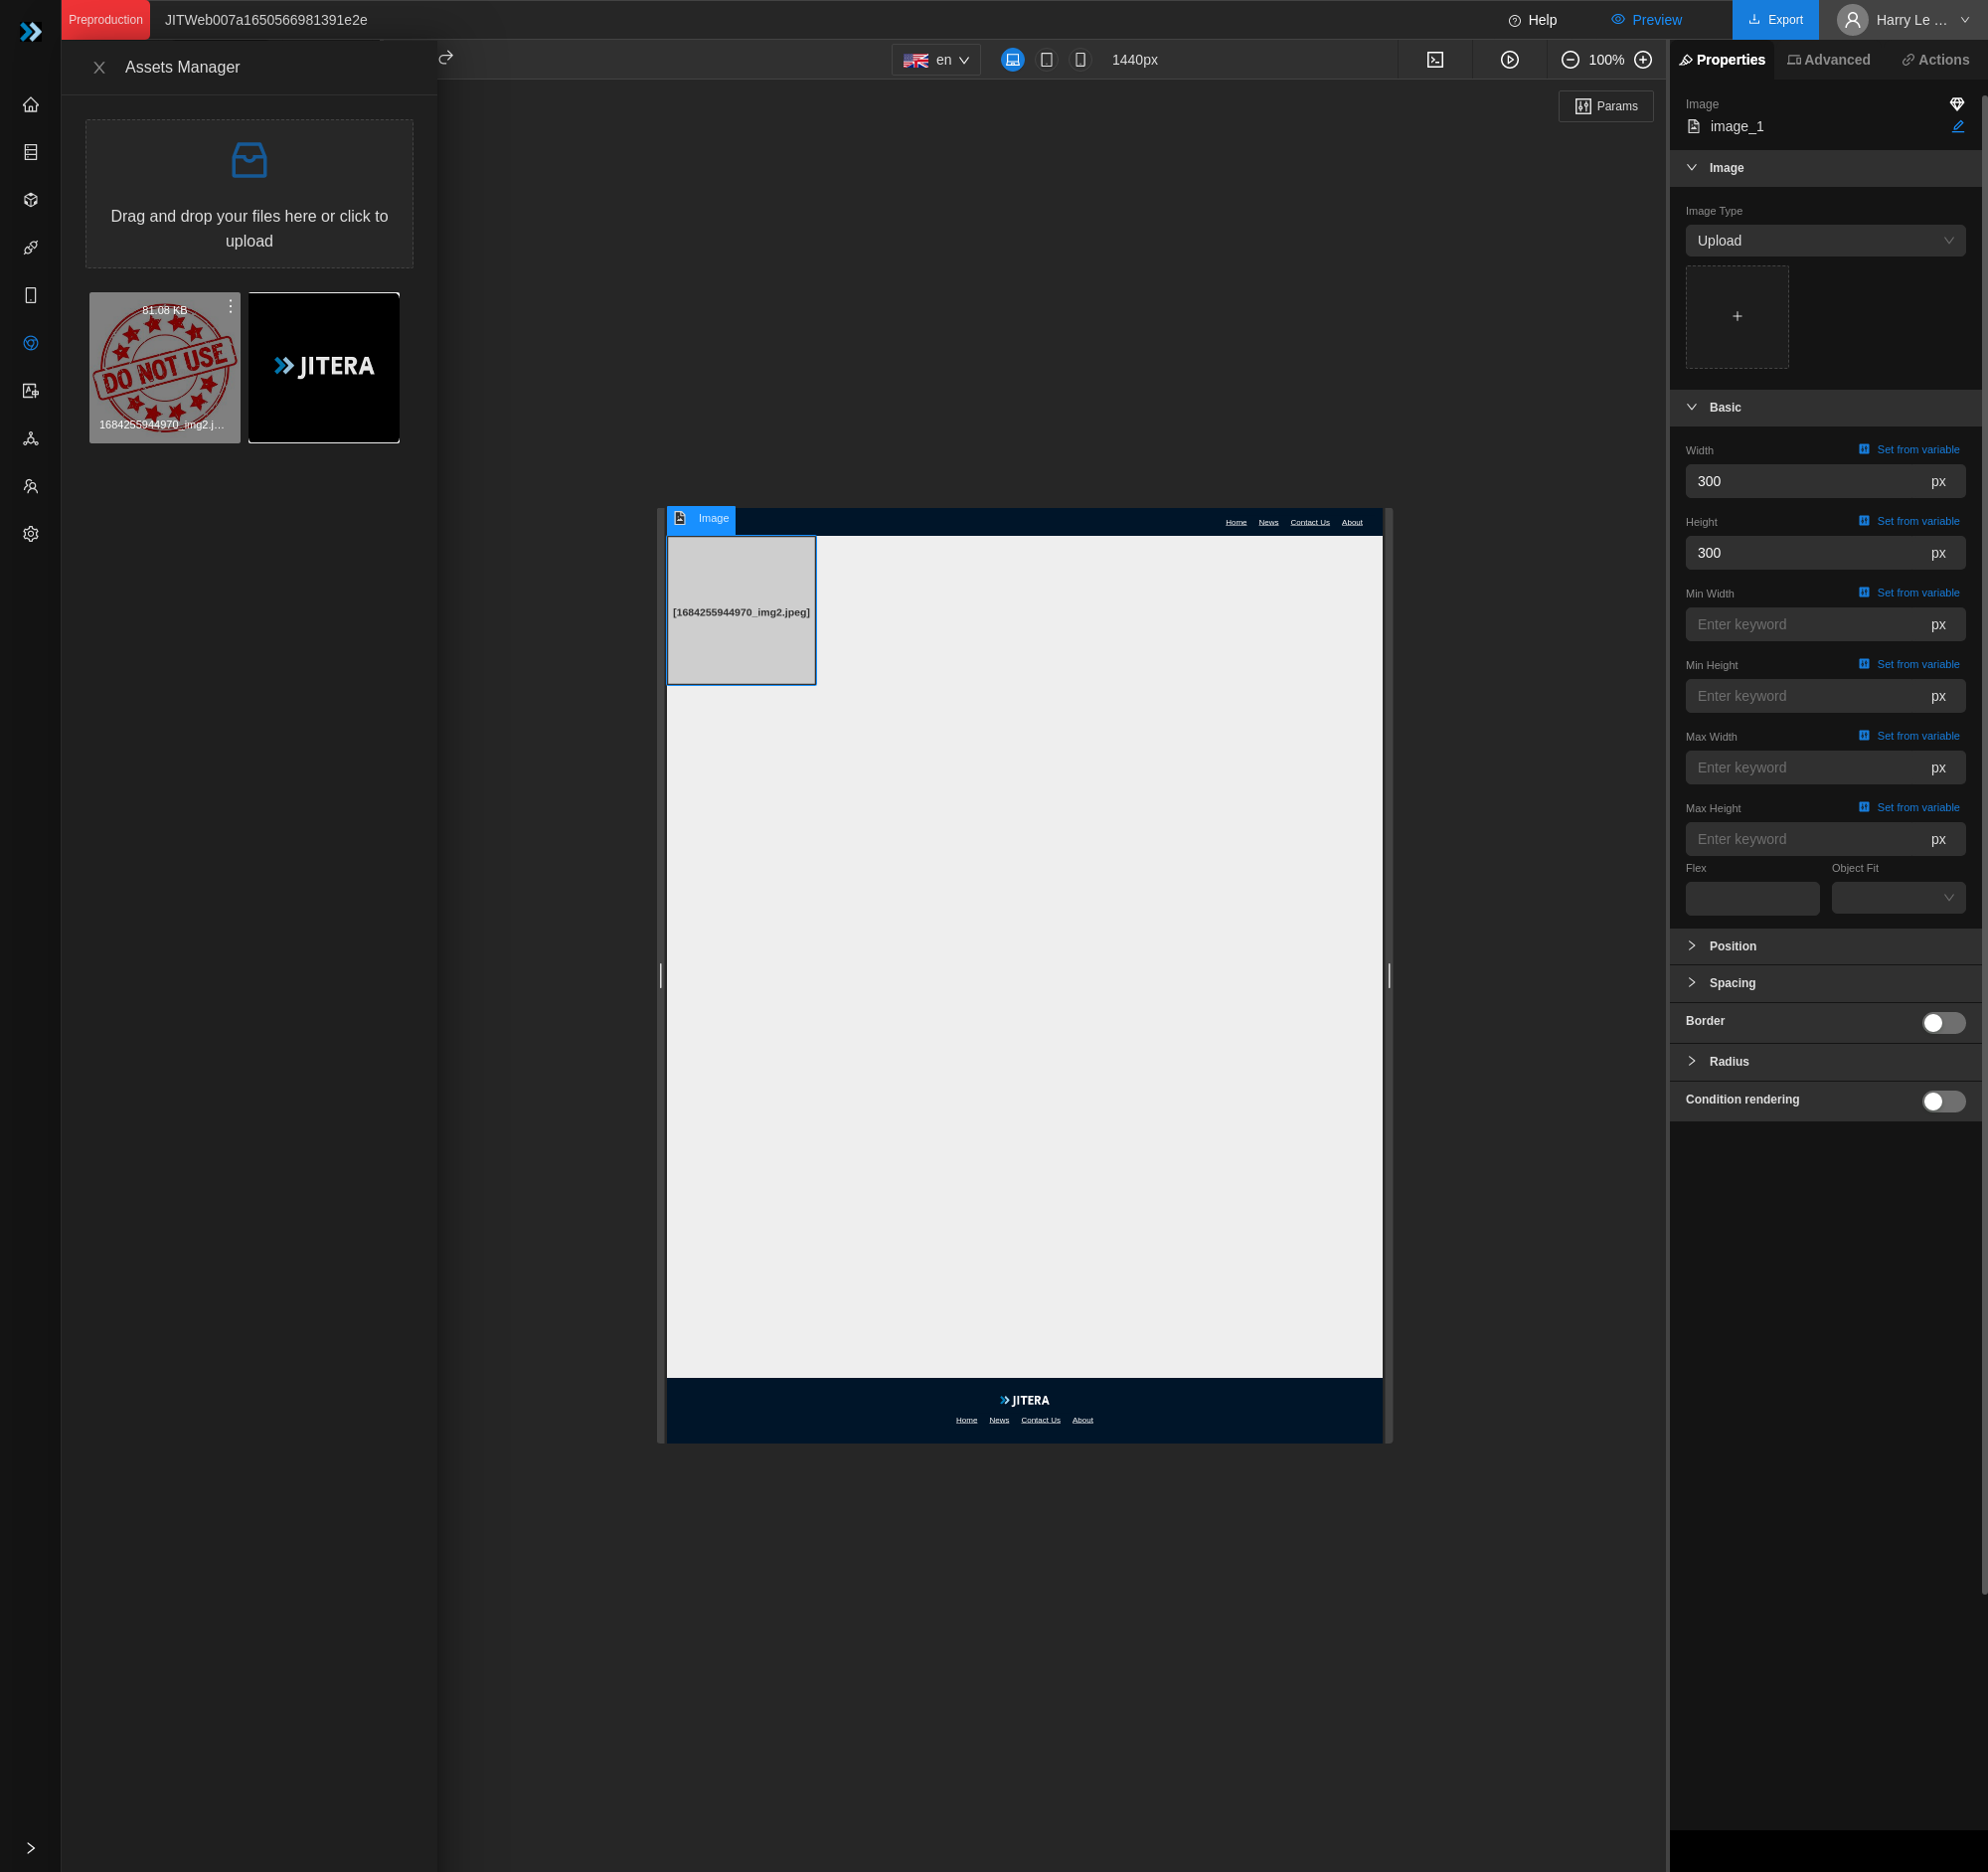 Preproduction
JITWeb007a1650566981391e2e
Help
Preview
Export
Harry Le ...
Assets Manager
en
1440px
100%
Properties
Advanced
Actions
Params
Drag and drop your files here or click to
upload
81.08 KB
DO NOT USE
1684255944970_img2.j...
JITERA
Image
image_1
Image
Image Type
Upload
Basic
Width
Set from variable
300
px
Height
Set from variable
300
px
Min Width
Set from variable
Enter keyword
px
Min Height
Set from variable
Enter keyword
px
Max Width
Set from variable
Enter keyword
px
Max Height
Set from variable
Enter keyword
px
Flex
Object Fit
Position
Spacing
Border
Radius
Condition rendering
Image
Home
News
Contact Us
About
[1684255944970_img2.jpeg]
JITERA
Home
News
Contact Us
About